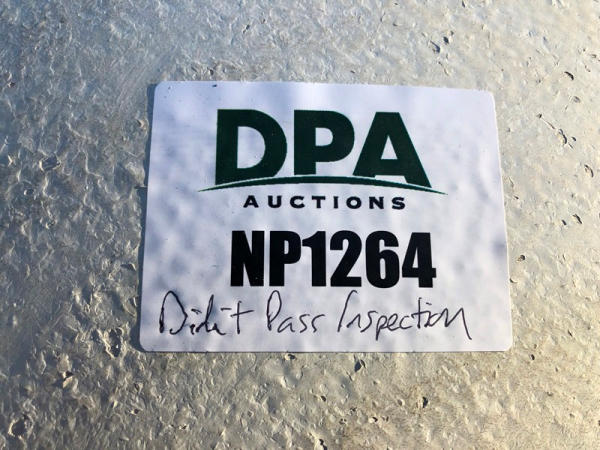 DPA
AUCTIONS
NP1264
Didn't Pass Inspection